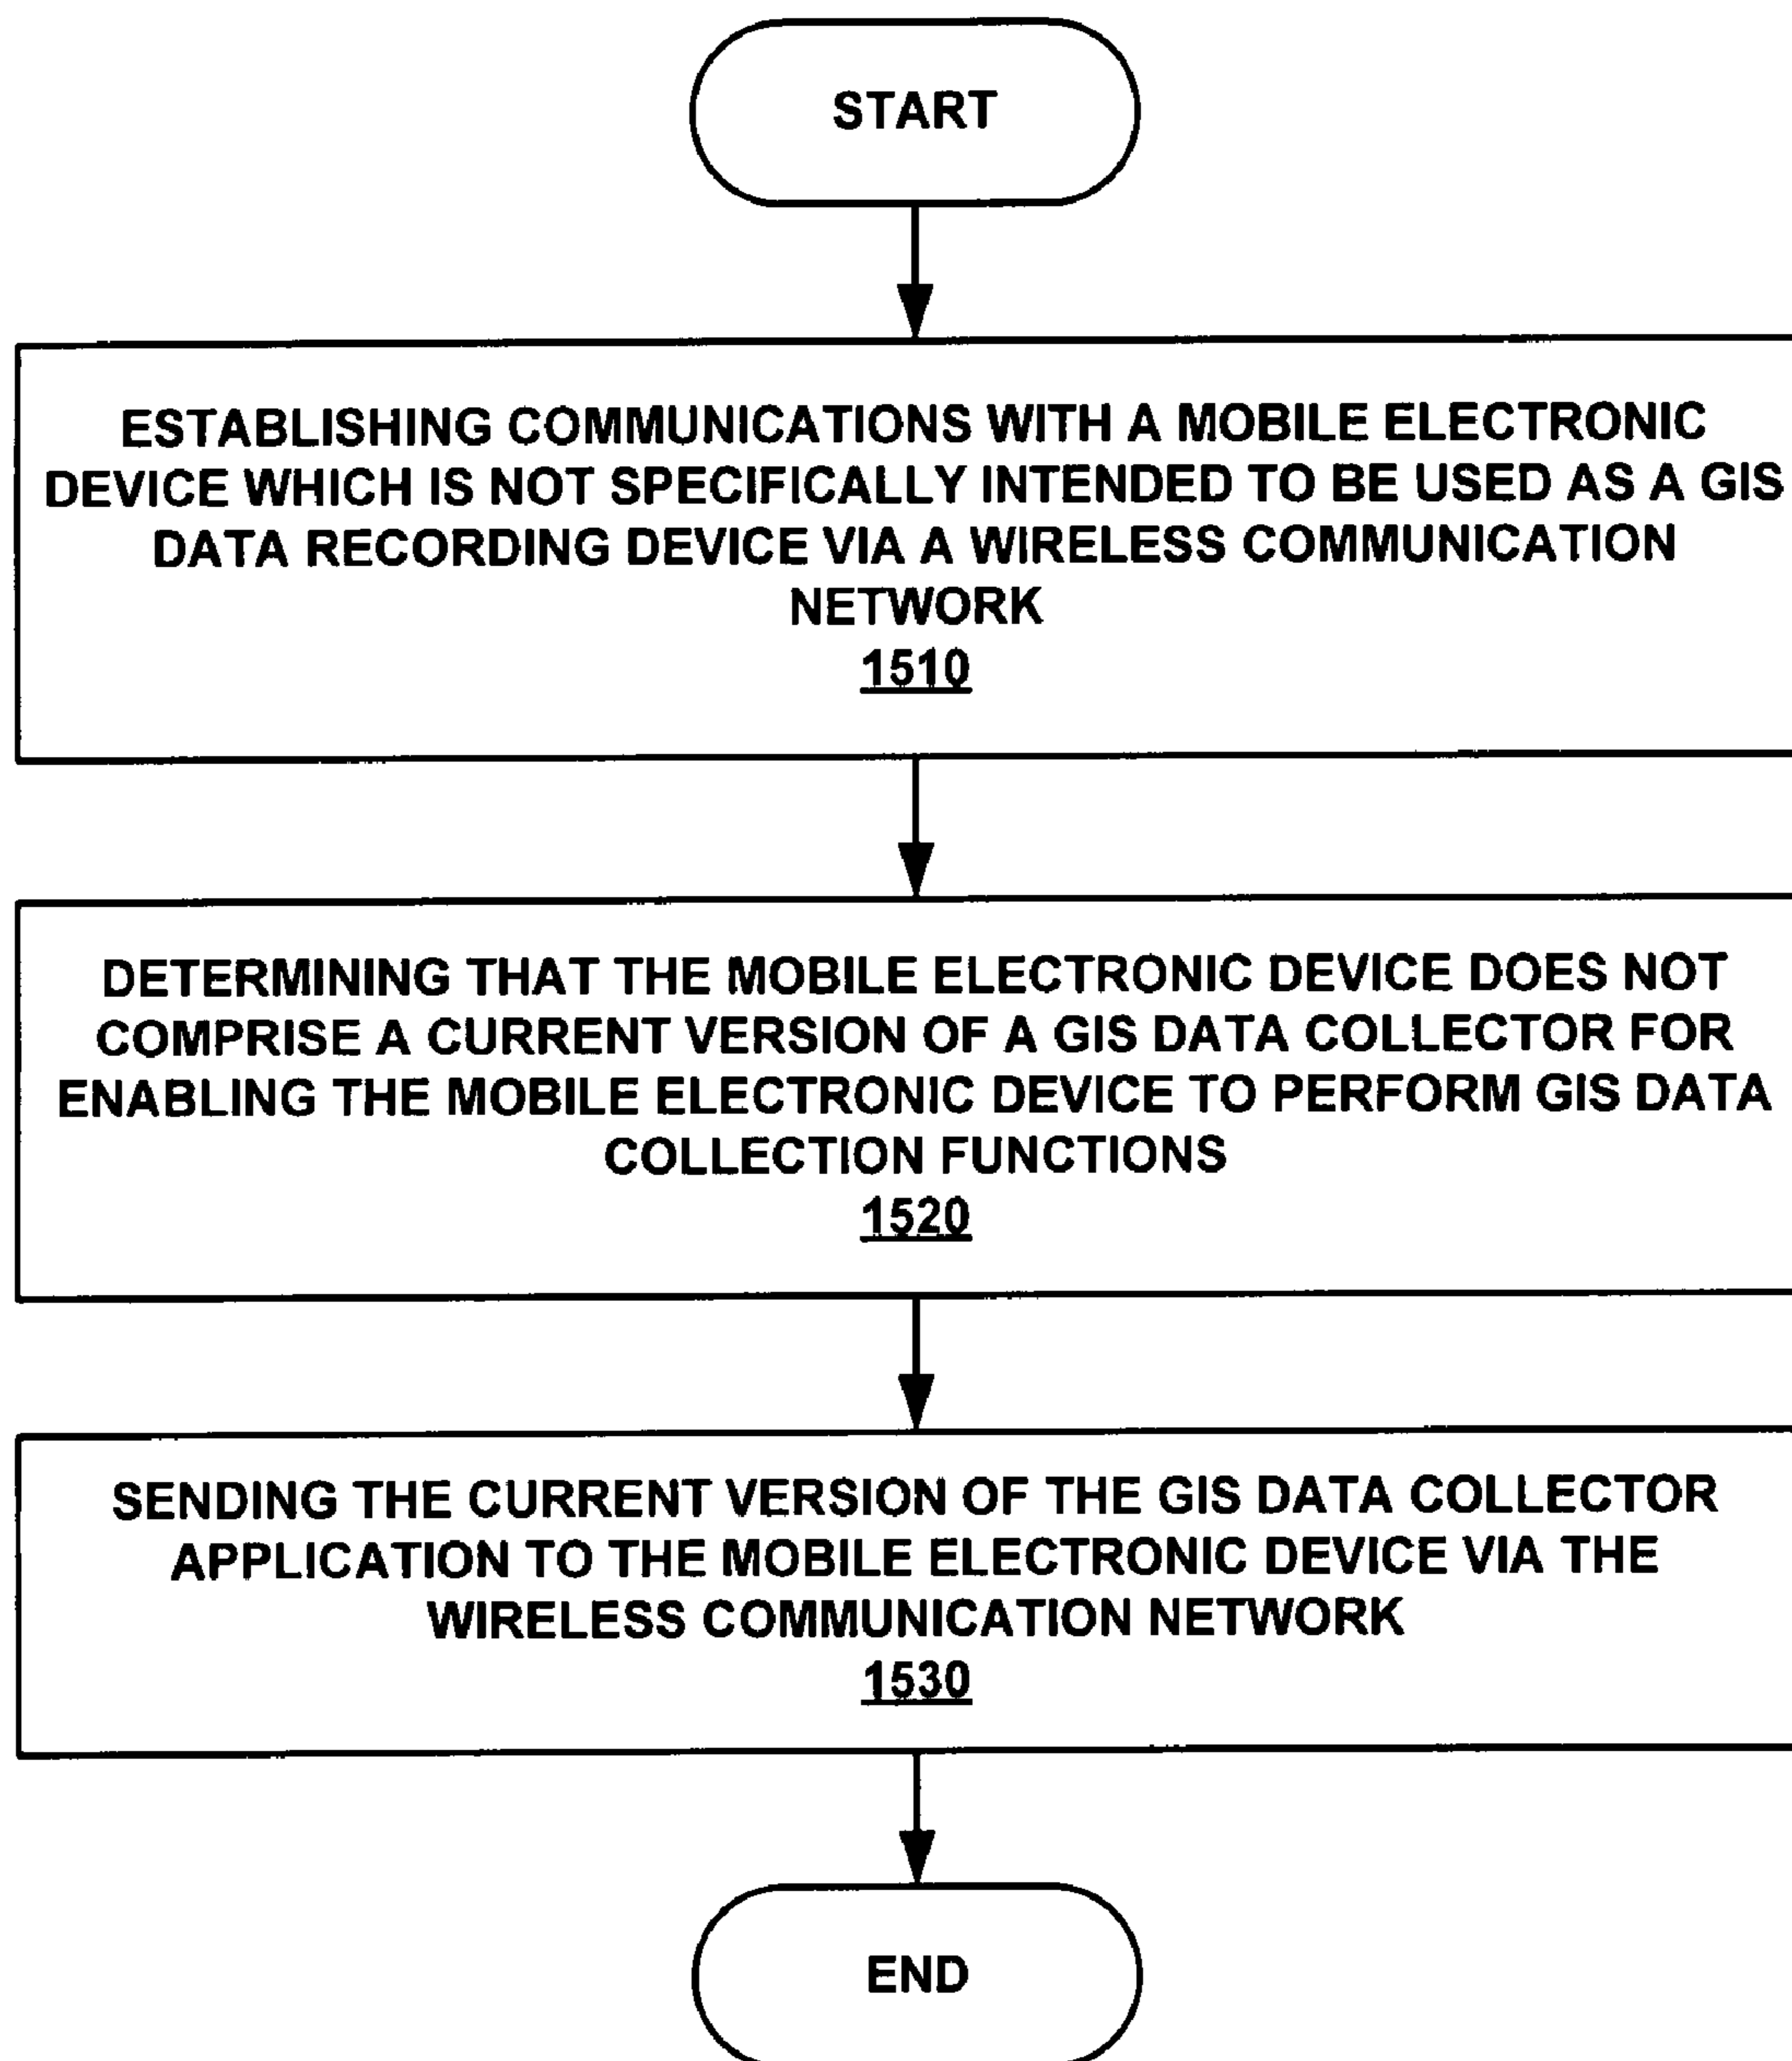 START
ESTABLISHING COMMUNICATIONS WITH A MOBILE ELECTRONIC
DEVICE WHICH IS NOT SPECIFICALLY INTENDED TO BE USED AS A GIS
DATA RECORDING DEVICE VIA A WIRELESS COMMUNICATION
NETWORK
1510
DETERMINING THAT THE MOBILE ELECTRONIC DEVICE DOES NOT
COMPRISE A CURRENT VERSION OF A GIS DATA COLLECTOR FOR
ENABLING THE MOBILE ELECTRONIC DEVICE TO PERFORM GIS DATA
COLLECTION FUNCTIONS
1520
SENDING THE CURRENT VERSION OF THE GIS DATA COLLECTOR
APPLICATION TO THE MOBILE ELECTRONIC DEVICE VIA THE
WIRELESS COMMUNICATION NETWORK
1530
END